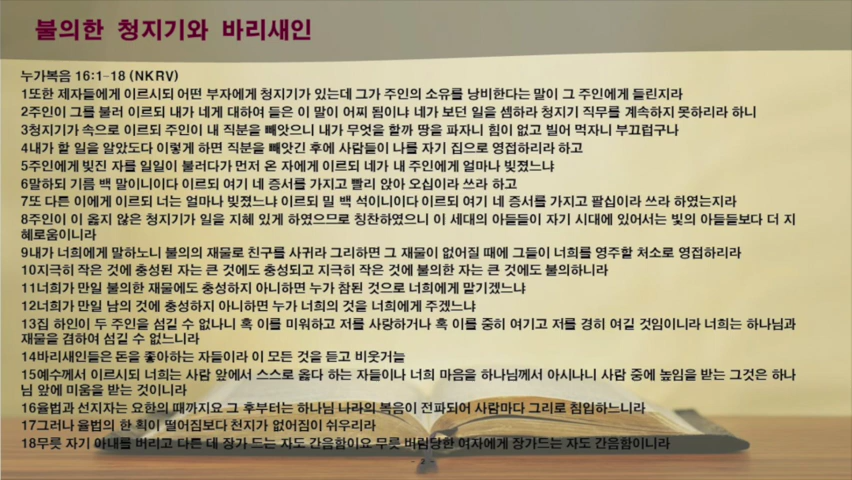 불의한 청지기와 바리새인
누가복음 16:1-18 (NKRV)
1또한 제자들에게 이르시되 어떤 부자에게 청지기가 있는데 그가 주인의 소유를 낭비한다는 말이 그 주인에게 들린지라
2주인이 그를 불러 이르되 내가 네게 대하여 들은 이 말이 어찌 됨이냐 네가 보던 일을 셈하라 청지기 직무를 계속하지 못하리라 하니
3청지기가 속으로 이르되 주인이 내 직분을 빼앗으니 내가 무엇을 할까 땅을 파자니 힘이 없고 빌어 먹자니 부끄럽구나
4내가 할 일을 알았도다 이렇게 하면 직분을 빼앗긴 후에 사람들이 나를 자기 집으로 영접하리라 하고
5주인에게 빚진 자를 일일이 불러다가 먼저 온 자에게 이르되 네가 내 주인에게 얼마나 빚졌느냐
6말하되 기름 백 말이니이다 이르되 여기 네 증서를 가지고 빨리 앉아 오십이라 쓰라 하고
7또 다른 이에게 이르되 너는 얼마나 빚졌느냐 이르되 밀 백 석이니이다 이르되 여기 네 증서를 가지고 팔십이라 쓰라 하였는지라
8주인이 이 옳지 않은 청지기가 일을 지혜 있게 하였으므로 칭찬하였으니 이 세대의 아들들이 자기 시대에 있어서는 빛의 아들들보다 더 지
혜로움이니라
9내가 너희에게 말하노니 불의의 재물로 친구를 사귀라 그리하면 그 재물이 없어질 때에 그들이 너희를 영주할 처소로 영접하리라
10지극히 작은 것에 충성된 자는 큰 것에도 충성되고 지극히 작은 것에 불의한 자는 큰 것에도 불의하니라
11너희가 만일 불의한 재물에도 충성하지 아니하면 누가 참된 것으로 너희에게 맡기겠느냐
12너희가 만일 남의 것에 충성하지 아니하면 누가 너희의 것을 너희에게 주겠느냐
13집 하인이 두 주인을 섬길 수 없나니 혹 이를 미워하고 저를 사랑하거나 혹 이를 중히 여기고 저를 경히 여길 것임이니라 너희는 하나님과
재물을 겸하여 섬길 수 없느니라
14바리새인들은 돈을 좋아하는 자들이라 이 모든 것을 듣고 비웃거늘
15예수께서 이르시되 너희는 사람 앞에서 스스로 옳다 하는 자들이나 너희 마음을 하나님께서 아시나니 사람 중에 높임을 받는 그것은 하나
님 앞에 미움을 받는 것이니라
16율법과 선지자는 요한의 때까지요 그 후부터는 하나님 나라의 복음이 전파되어 사람마다 그리로 침입하느니라
17그러나 율법의 한 획이 떨어짐보다 천지가 없어짐이 쉬우리라
18무릇 자기 아내를 버리고 다른 데 장가 드는 자도 간음함이요 무릇 버림당한 여자에게 장가드는 자도 간음함이니라